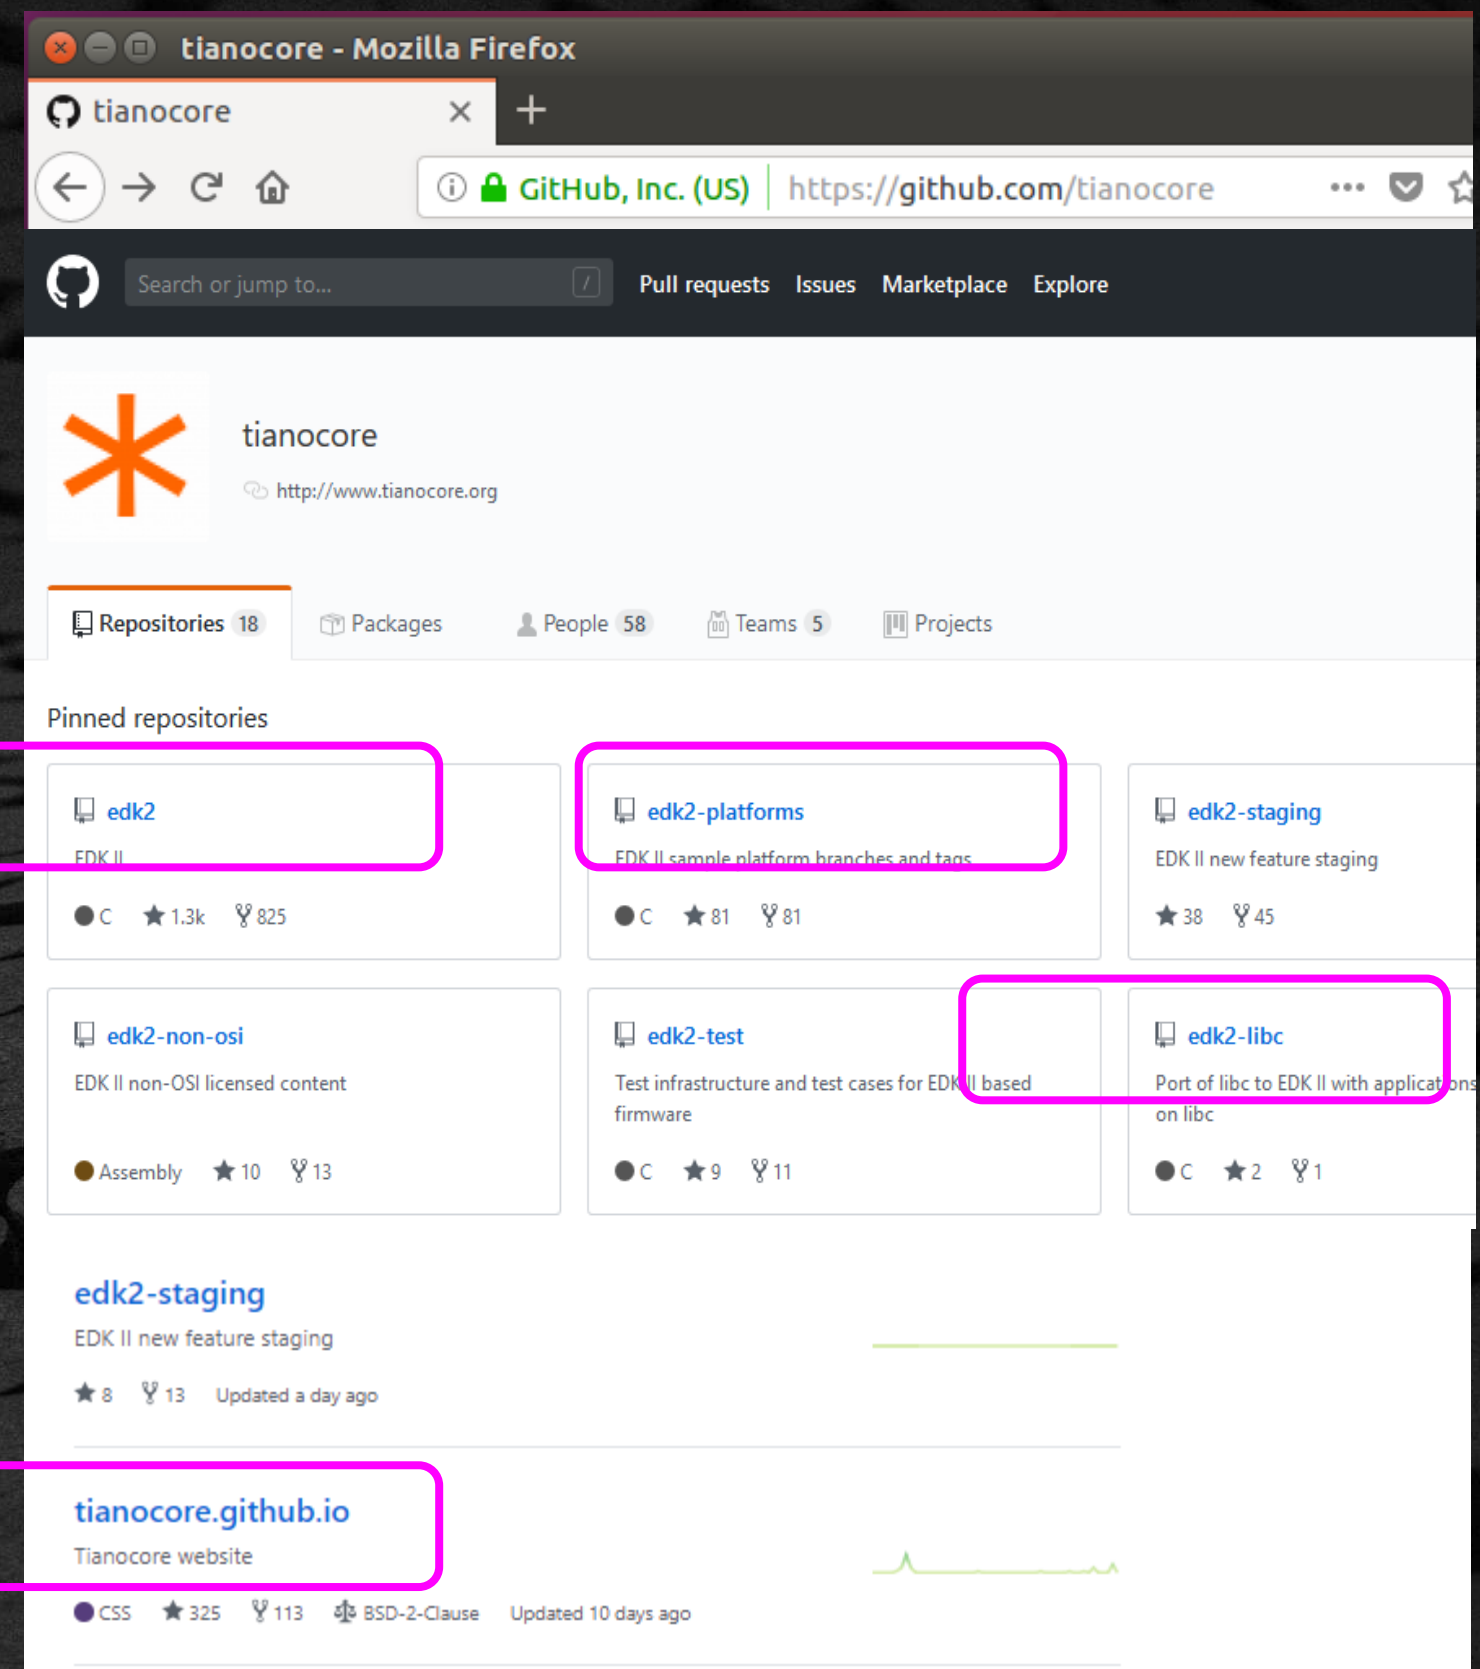 tianocore - Mozilla Firefox
tianocore
GitHub, Inc. (US) https://github.com/tianocore
Search or jump to... / Pull requests Issues Marketplace Explore
tianocore
http://www.tianocore.org
Repositories 18 Packages People 58 Teams 5 Projects
Pinned repositories
edk2
EDK II
C 1.3k 825
edk2-platforms
EDK II sample platform branches and tags
C 81 81
edk2-staging
EDK II new feature staging
38 45
edk2-non-osi
EDK II non-OSI licensed content
Assembly 10 13
edk2-test
Test infrastructure and test cases for EDK II based
firmware
C 9 11
edk2-libc
Port of libc to EDK II with applications
on libc
C 2 1
edk2-staging
EDK II new feature staging
8 13 Updated a day ago
tianocore.github.io
Tianocore website
CSS 325 113 BSD-2-Clause Updated 10 days ago